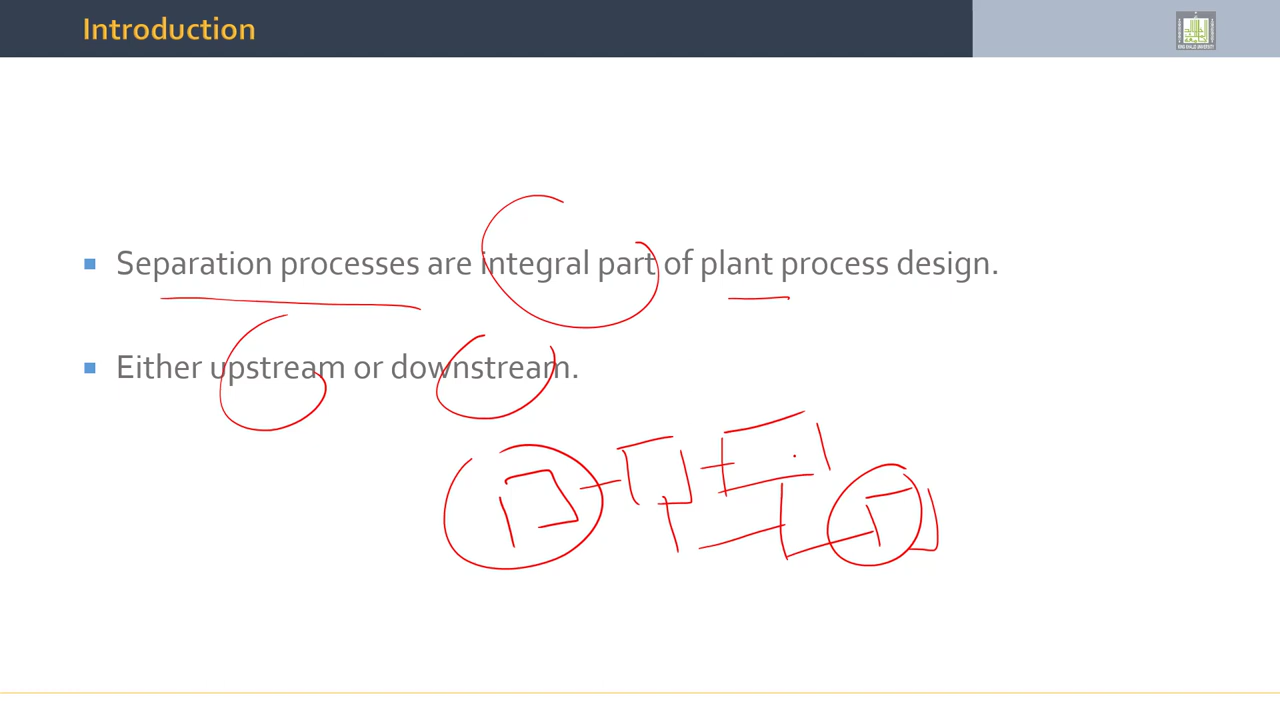 Introduction
Separation processes are integral part of plant process design.
Either upstream or downstream.